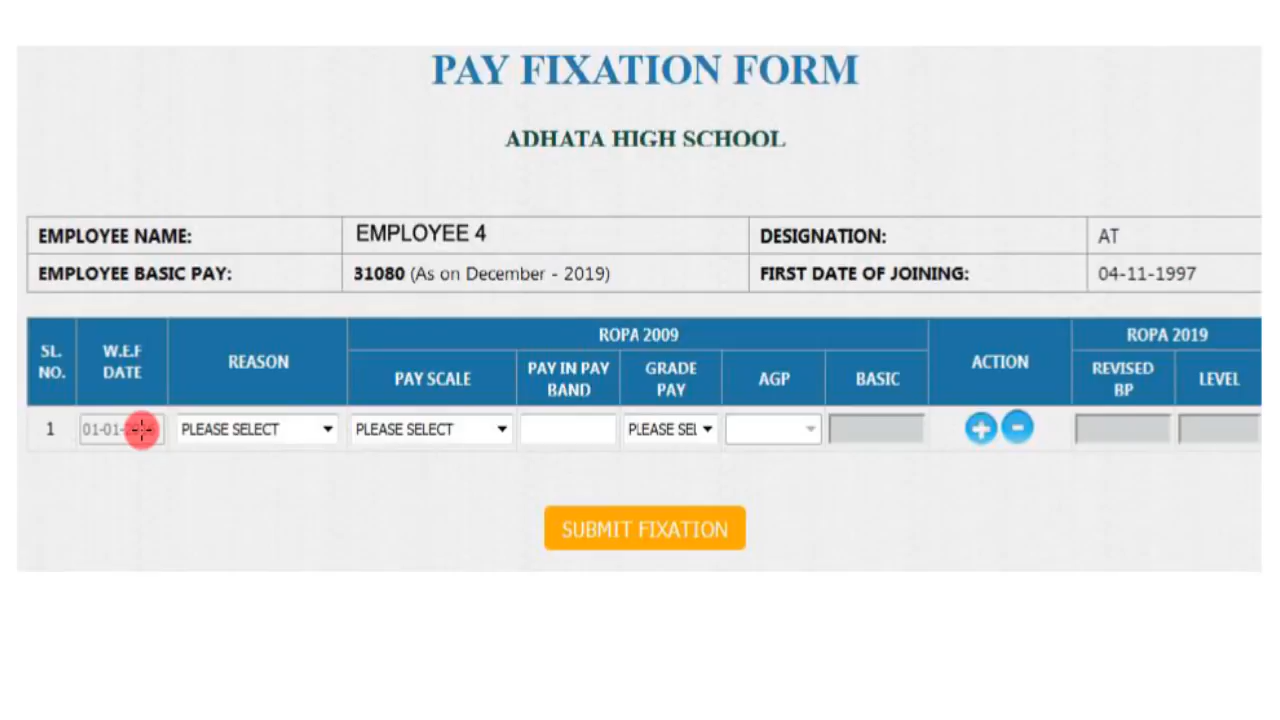 PAY FIXATION FORM
ADHATA HIGH SCHOOL
EMPLOYEE NAME: EMPLOYEE 4 DESIGNATION: AT
EMPLOYEE BASIC PAY: 31080 (As on December - 2019) FIRST DATE OF JOINING: 04-11-1997
SL. NO. W.E.F DATE REASON ROPA 2009 ACTION ROPA 2019
PAY SCALE PAY IN PAY BAND GRADE PAY AGP BASIC REVISED BP LEVEL
1 01-01- PLEASE SELECT PLEASE SELECT PLEASE SEL
SUBMIT FIXATION